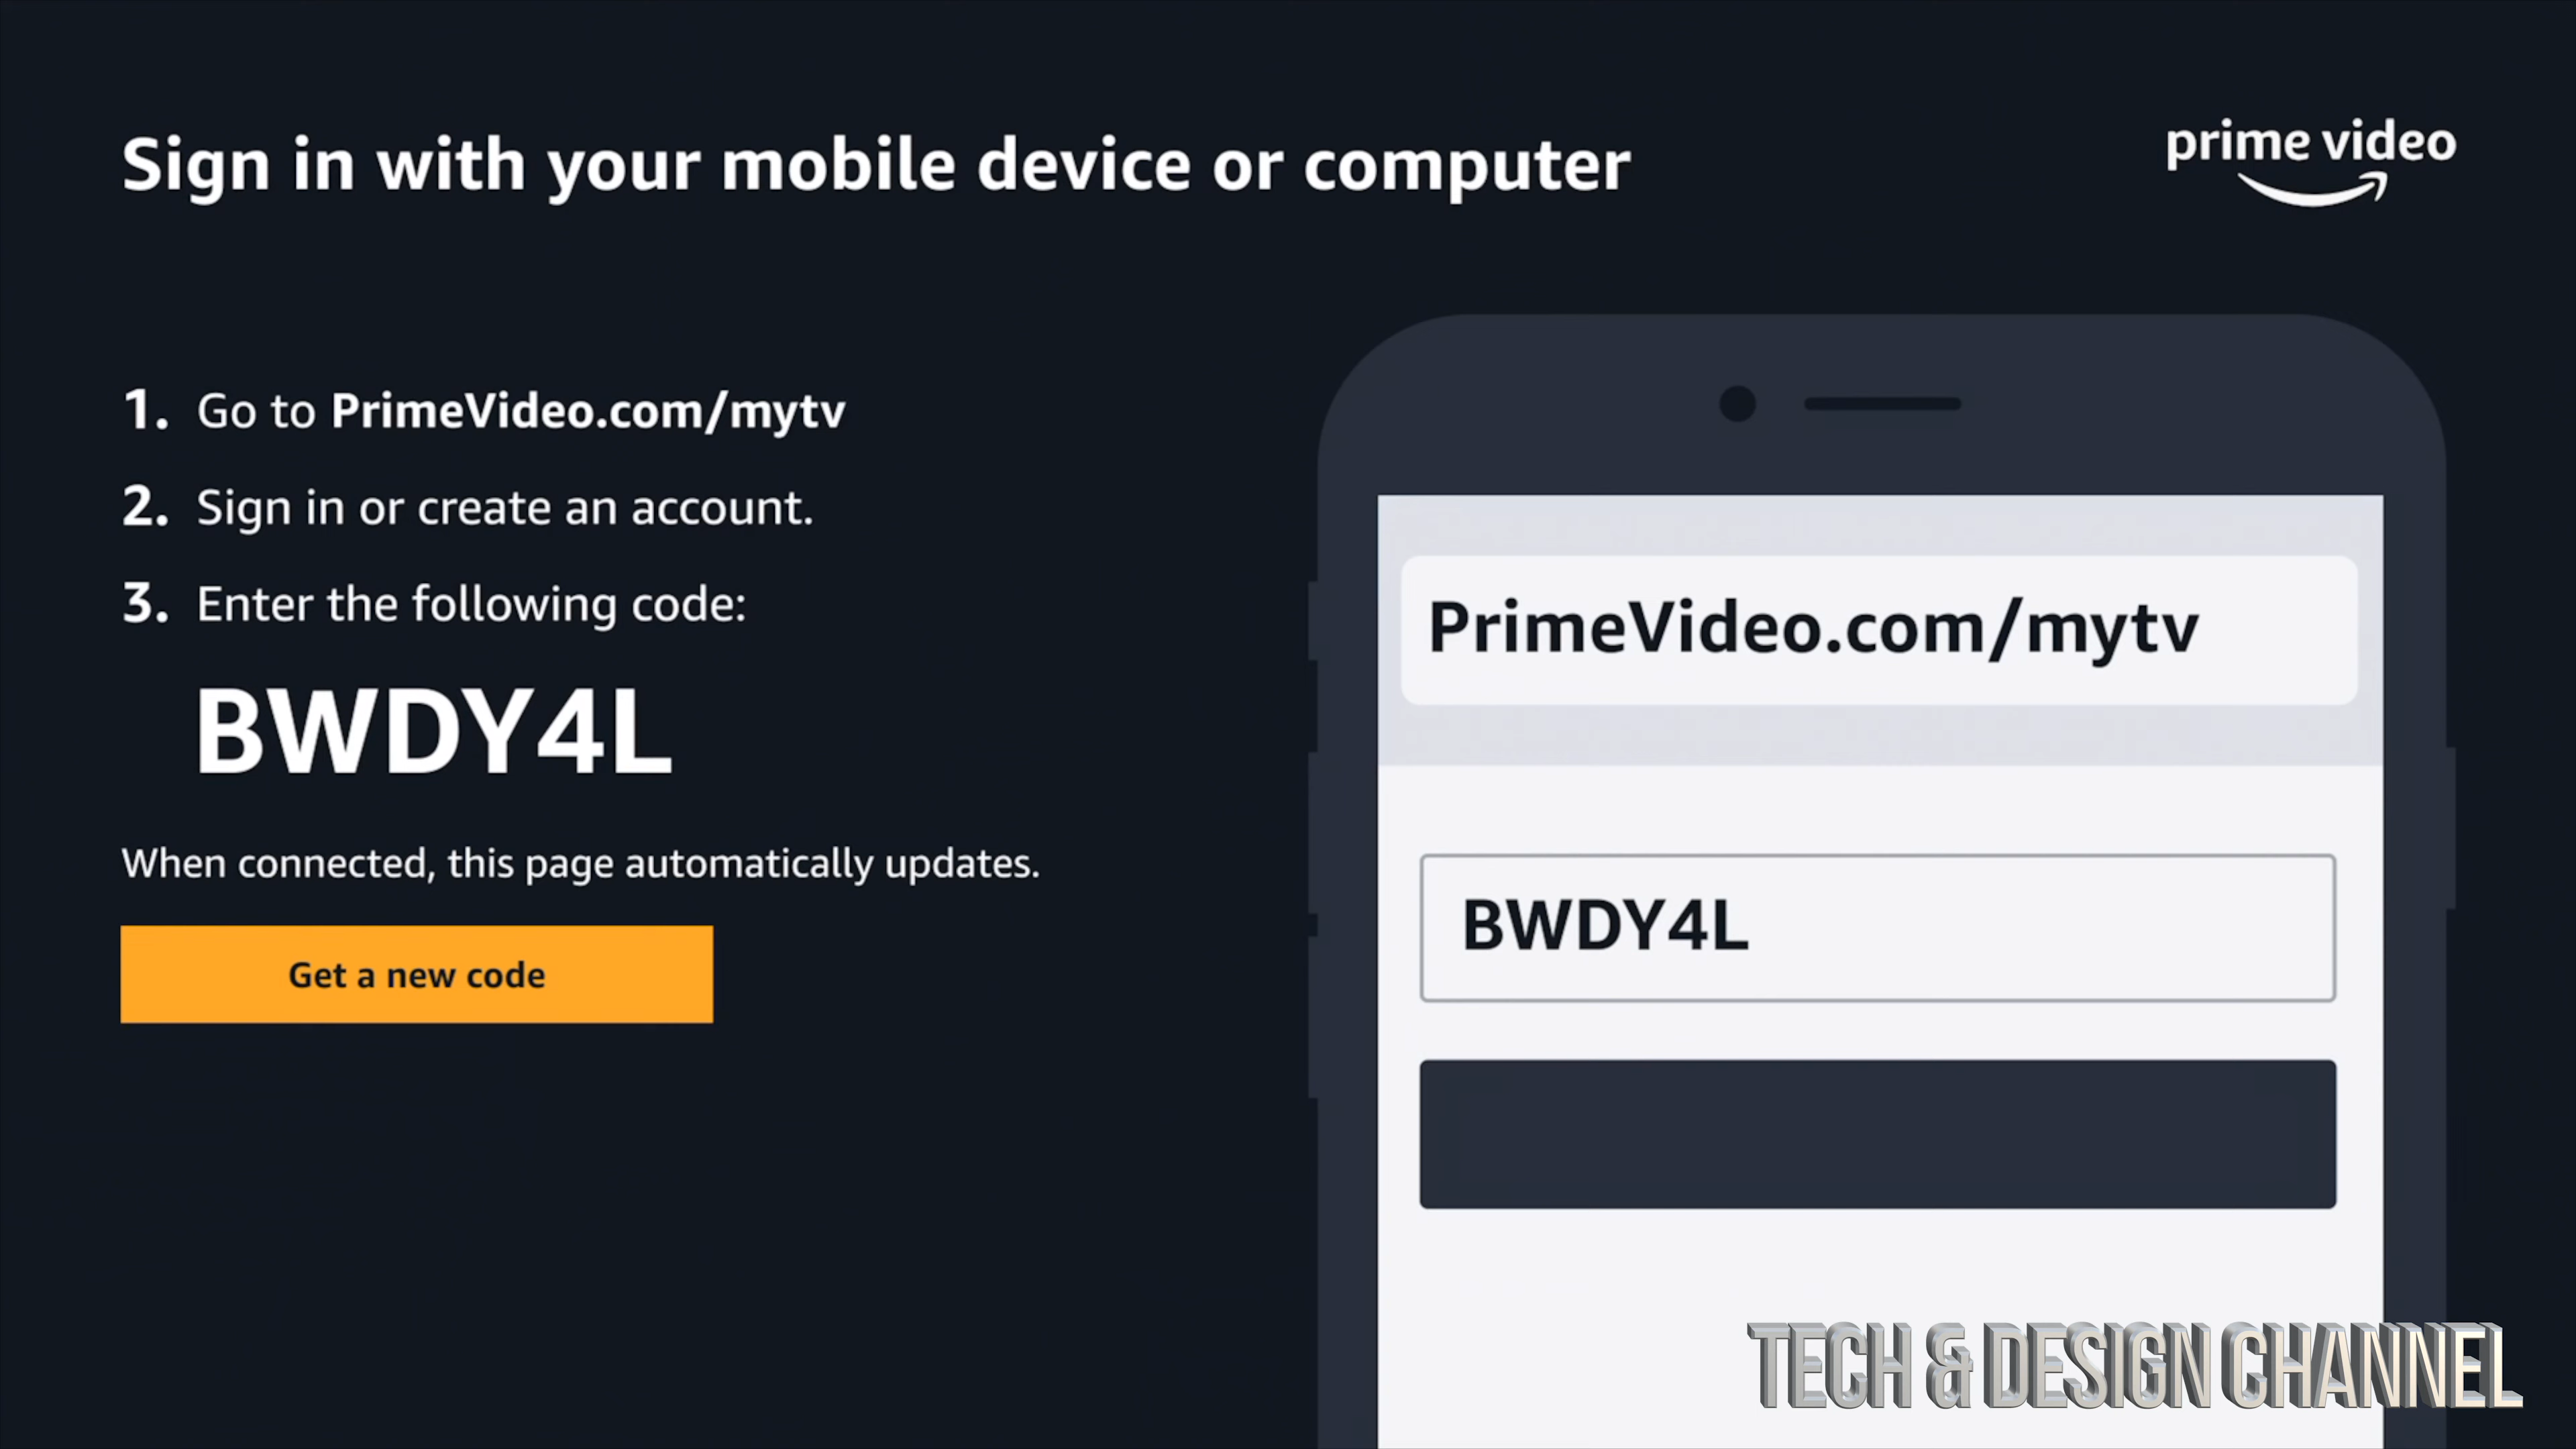 Sign in with your mobile device or computer
prime video
1. Go to PrimeVideo.com/mytv
2. Sign in or create an account.
3. Enter the following code:
BWDY4L
When connected, this page automatically updates.
Get a new code
PrimeVideo.com/mytv
BWDY4L
TECH & DESIGN CHANNEL